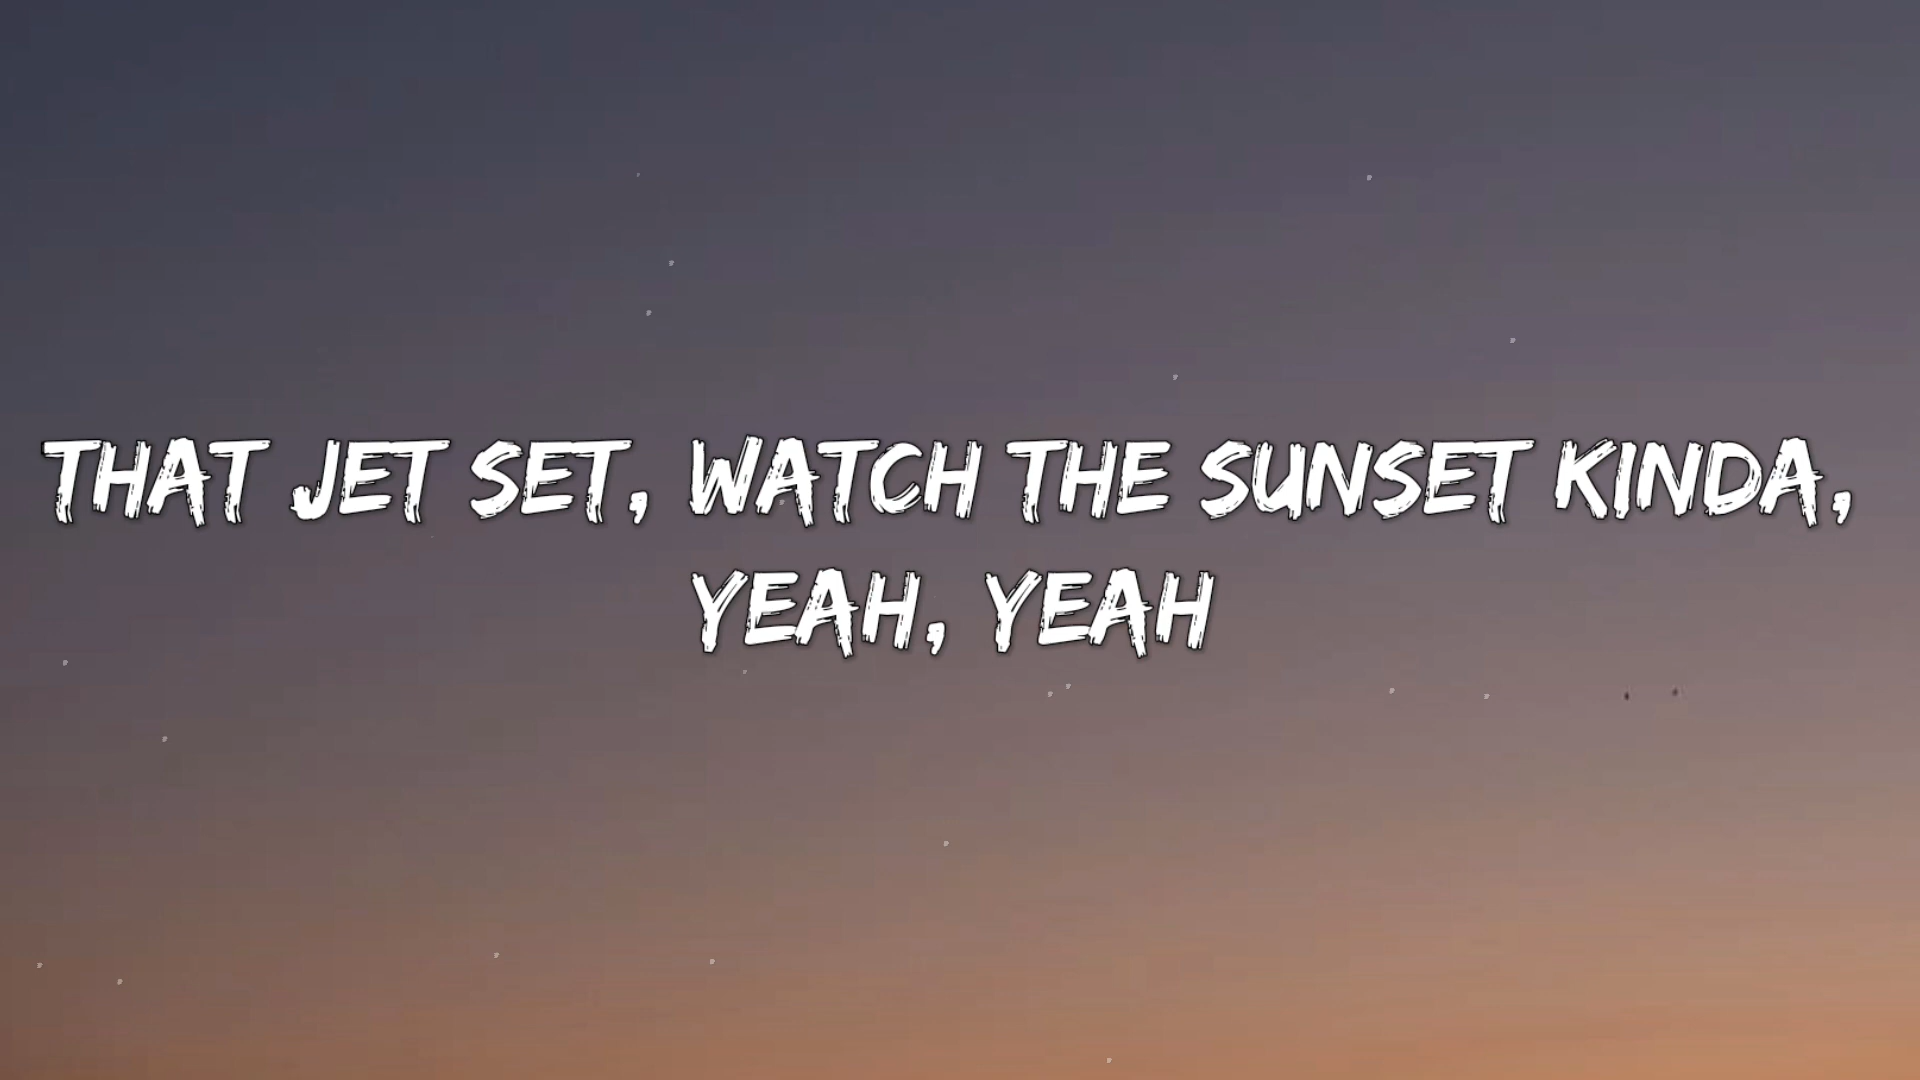 THAT JET SET, WATCH THE SUNSET KINDA,
YEAH, YEAH